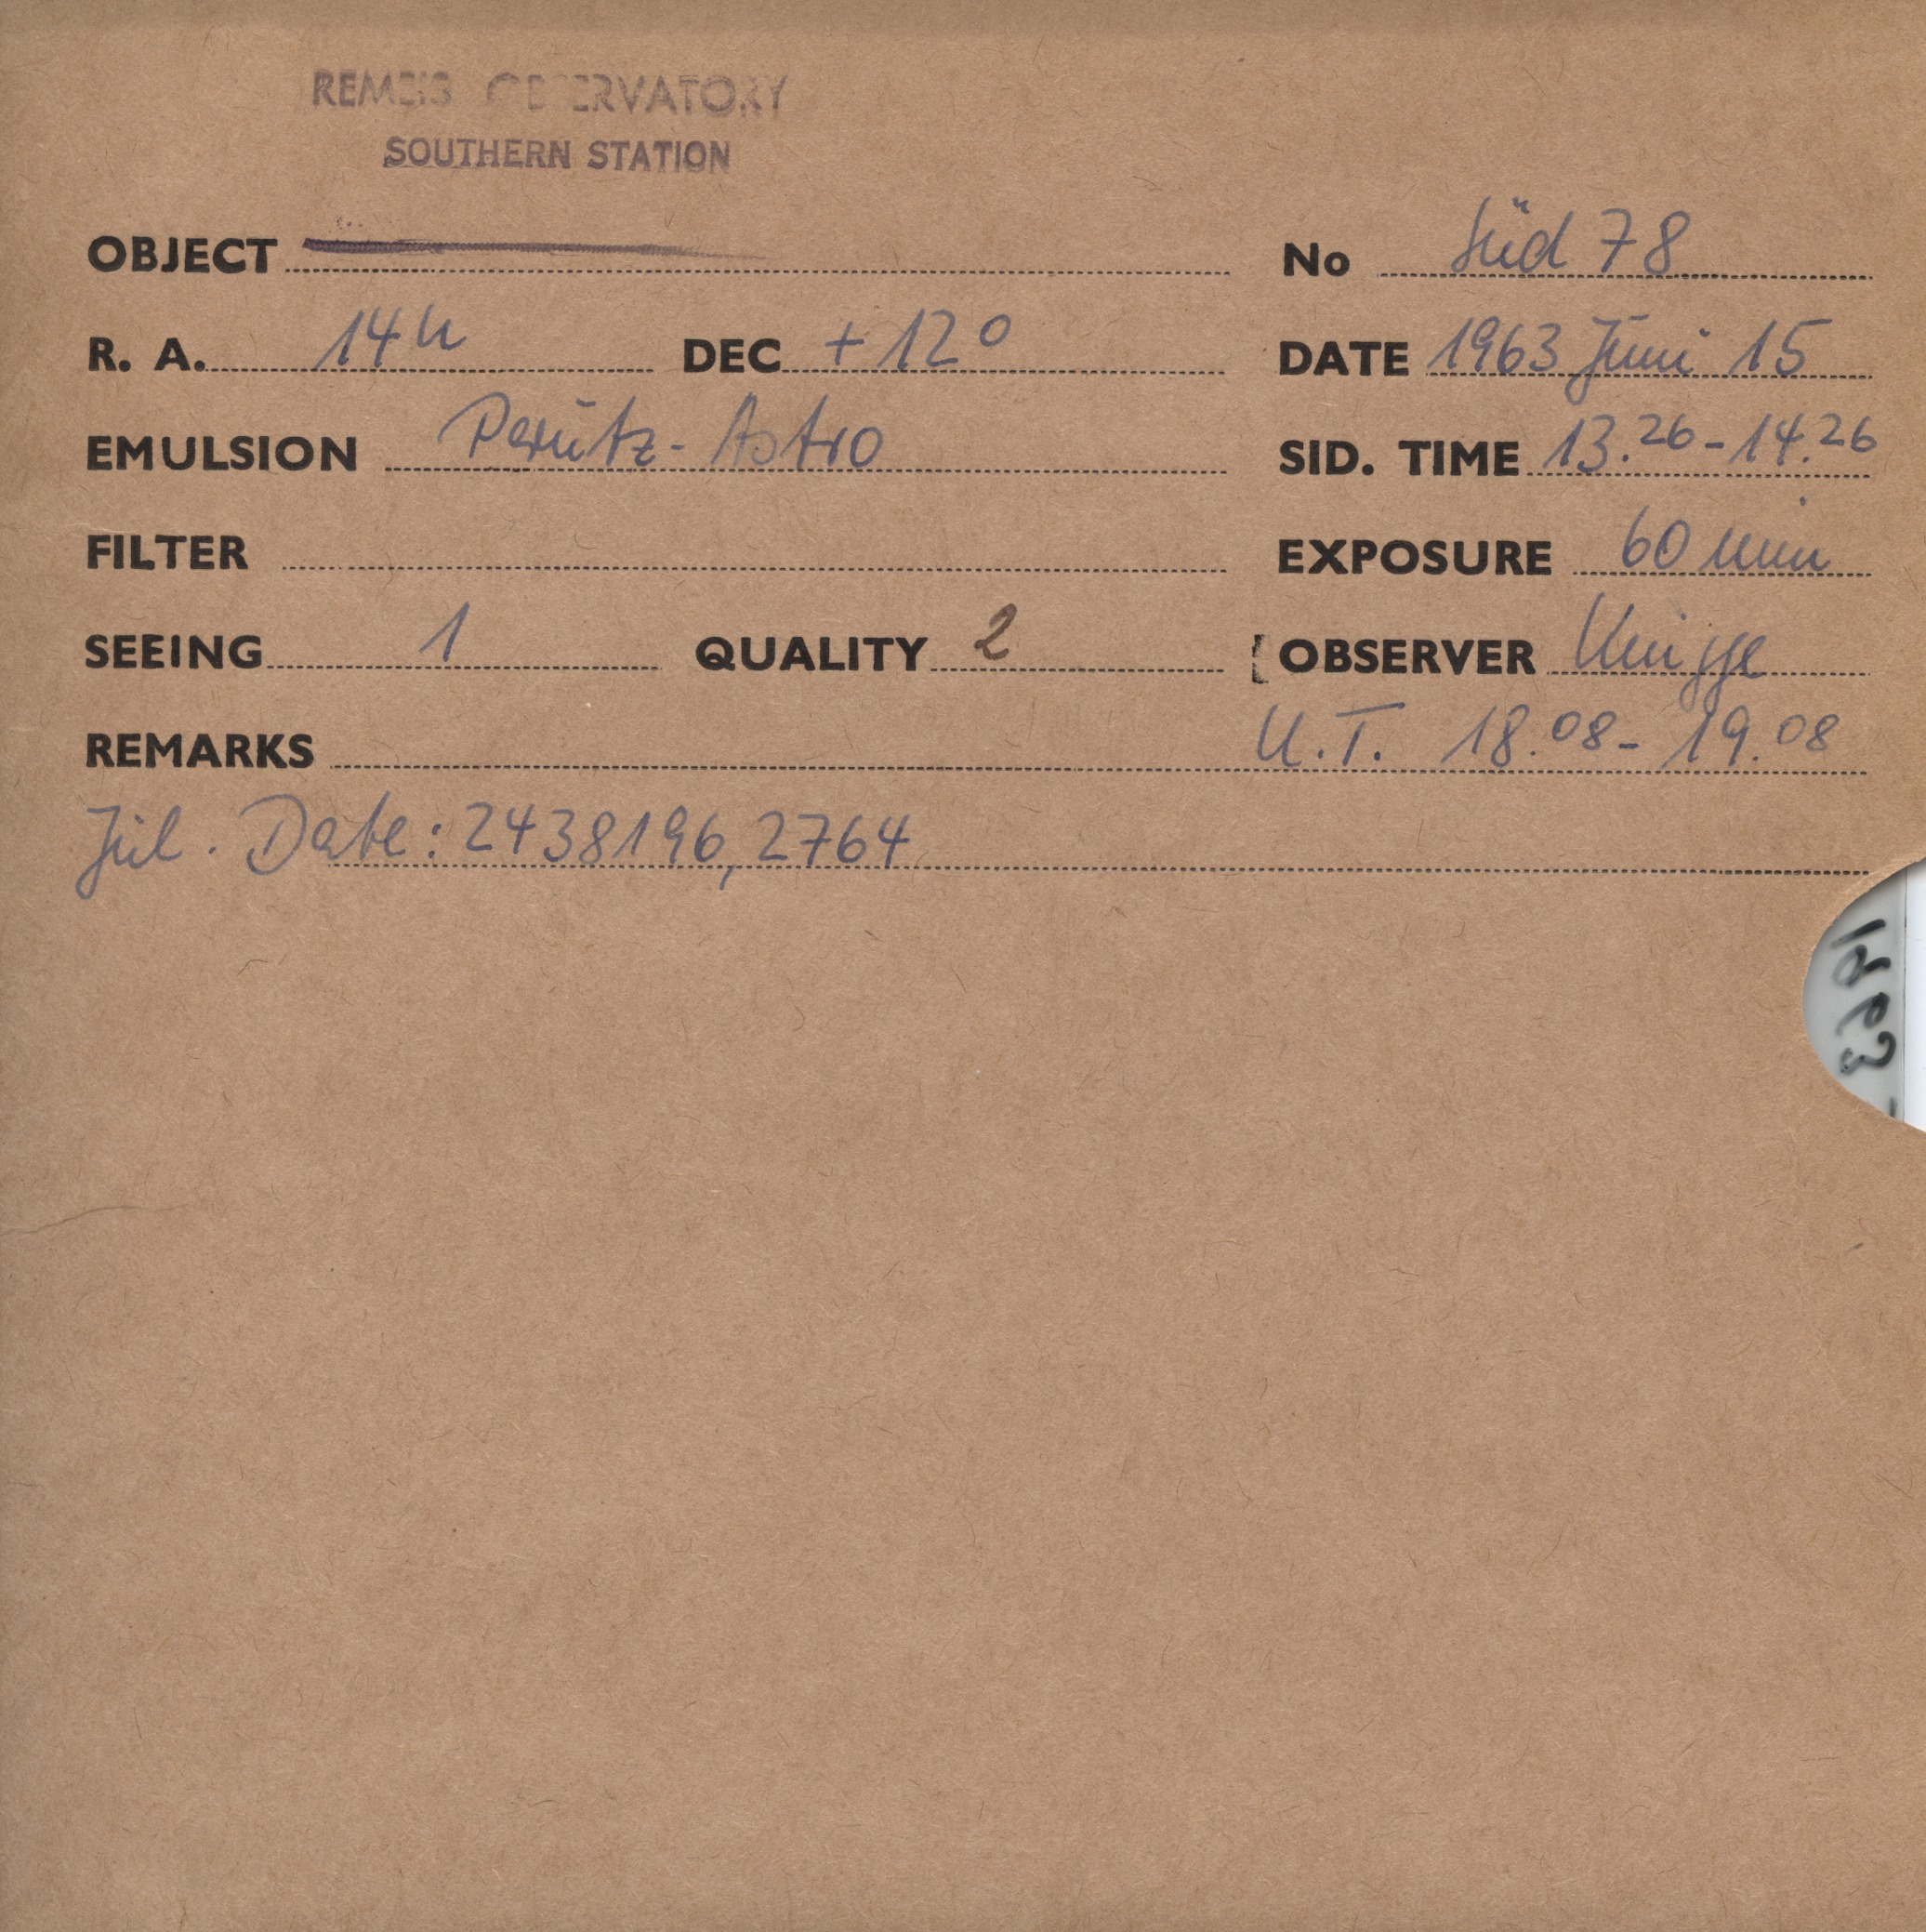 REMEIS OBSERVATORY
SOUTHERN STATION
OBJECT No Süd 78
R. A. 14h DEC +12° DATE 1963 Juni 15
EMULSION Perutz-Astro SID. TIME 13.26-14.26
FILTER EXPOSURE 60 min
SEEING 1 QUALITY 2 OBSERVER Knigge
REMARKS U.T. 18.08-19.08
Jul. Date: 2438196,2764